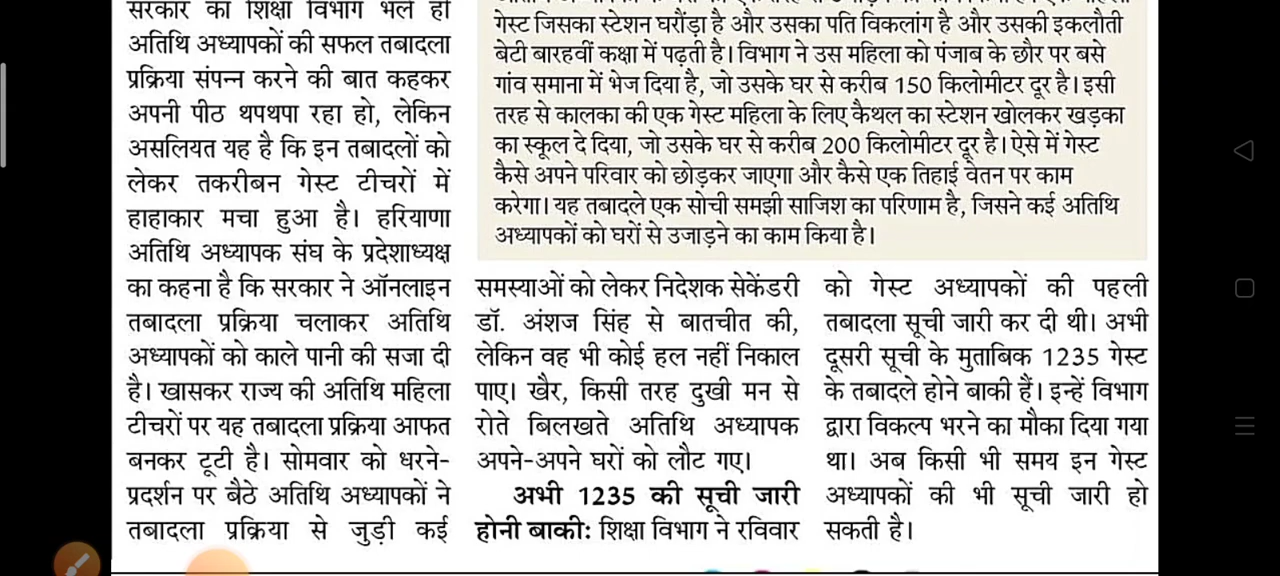 सरकार का शिक्षा विभाग भले ही
अतिथि अध्यापकों की सफल तबादला
प्रक्रिया संपन्न करने की बात कहकर
अपनी पीठ थपथपा रहा हो, लेकिन
असलियत यह है कि इन तबादलों को
लेकर तकरीबन गेस्ट टीचरों में
हाहाकार मचा हुआ है। हरियाणा
अतिथि अध्यापक संघ के प्रदेशाध्यक्ष
का कहना है कि सरकार ने ऑनलाइन
तबादला प्रक्रिया चलाकर अतिथि
अध्यापकों को काले पानी की सजा दी
है। खासकर राज्य की अतिथि महिला
टीचरों पर यह तबादला प्रक्रिया आफत
बनकर टूटी है। सोमवार को धरने-
प्रदर्शन पर बैठे अतिथि अध्यापकों ने
तबादला प्रक्रिया से जुड़ी कई
गेस्ट जिसका स्टेशन घरौंड़ा है और उसका पति विकलांग है और उसकी इकलौती
बेटी बारहवीं कक्षा में पढ़ती है। विभाग ने उस महिला को पंजाब के छौर पर बसे
गांव समाना में भेज दिया है, जो उसके घर से करीब 150 किलोमीटर दूर है। इसी
तरह से कालका की एक गेस्ट महिला के लिए कैथल का स्टेशन खोलकर खड़का
का स्कूल दे दिया, जो उसके घर से करीब 200 किलोमीटर दूर है। ऐसे में गेस्ट
कैसे अपने परिवार को छोड़कर जाएगा और कैसे एक तिहाई वेतन पर काम
करेगा। यह तबादले एक सोची समझी साजिश का परिणाम है, जिसने कई अतिथि
अध्यापकों को घरों से उजाड़ने का काम किया है।
समस्याओं को लेकर निदेशक सेकेंडरी
डॉ. अंशज सिंह से बातचीत की,
लेकिन वह भी कोई हल नहीं निकाल
पाए। खैर, किसी तरह दुखी मन से
रोते बिलखते अतिथि अध्यापक
अपने-अपने घरों को लौट गए।
अभी 1235 की सूची जारी
होनी बाकी: शिक्षा विभाग ने रविवार
को गेस्ट अध्यापकों की पहली
तबादला सूची जारी कर दी थी। अभी
दूसरी सूची के मुताबिक 1235 गेस्ट
के तबादले होने बाकी हैं। इन्हें विभाग
द्वारा विकल्प भरने का मौका दिया गया
था। अब किसी भी समय इन गेस्ट
अध्यापकों की भी सूची जारी हो
सकती है।